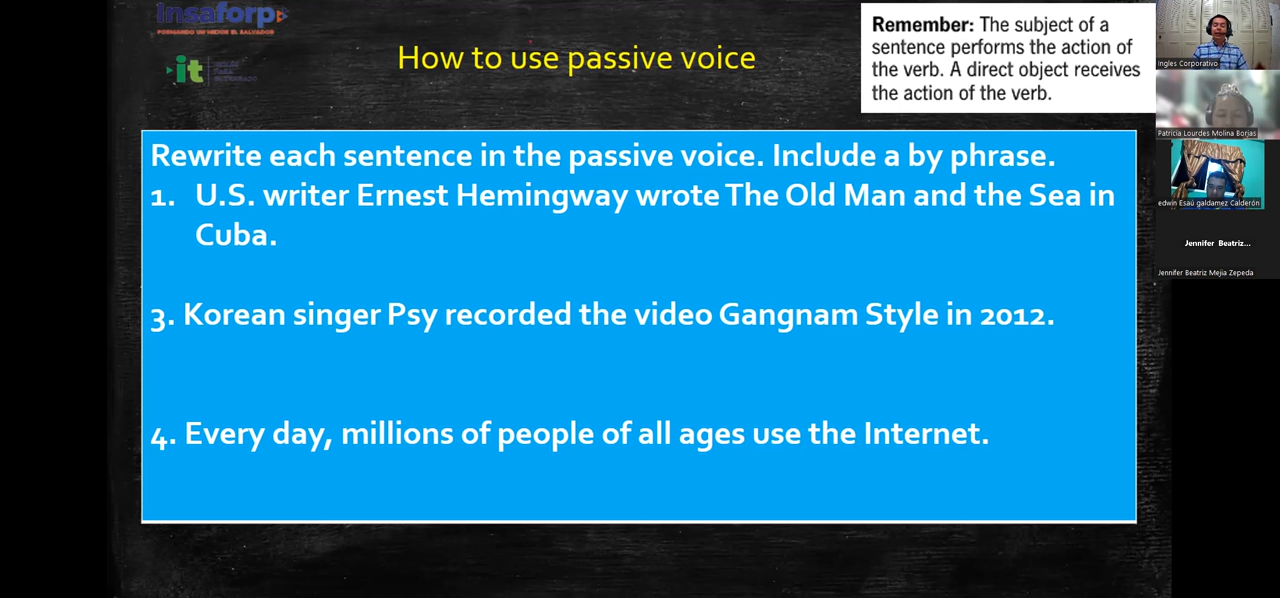 Insaforp
FORMANDO UN MEJOR EL SALVADOR
it
How to use passive voice
Remember: The subject of a
sentence performs the action of
the verb. A direct object receives
the action of the verb.
Rewrite each sentence in the passive voice. Include a by phrase.
1. U.S. writer Ernest Hemingway wrote The Old Man and the Sea in
Cuba.
3. Korean singer Psy recorded the video Gangnam Style in 2012.
4. Every day, millions of people of all ages use the Internet.
Ingles Corporativo
Patricia Lourdes Molina Borjas
edwin Esaú galdamez Calderón
Jennifer Beatriz...
Jennifer Beatriz Mejia Zepeda